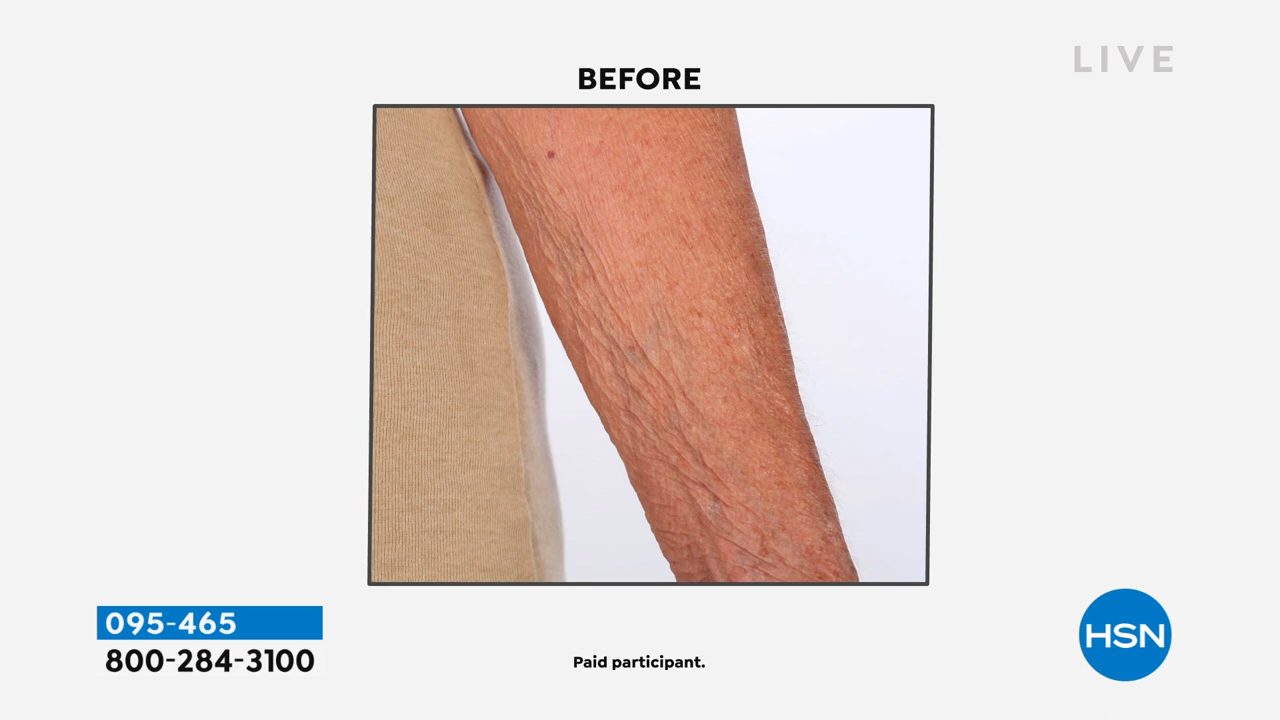 LIVE
BEFORE
095-465
800-284-3100
Paid participant.
HSN